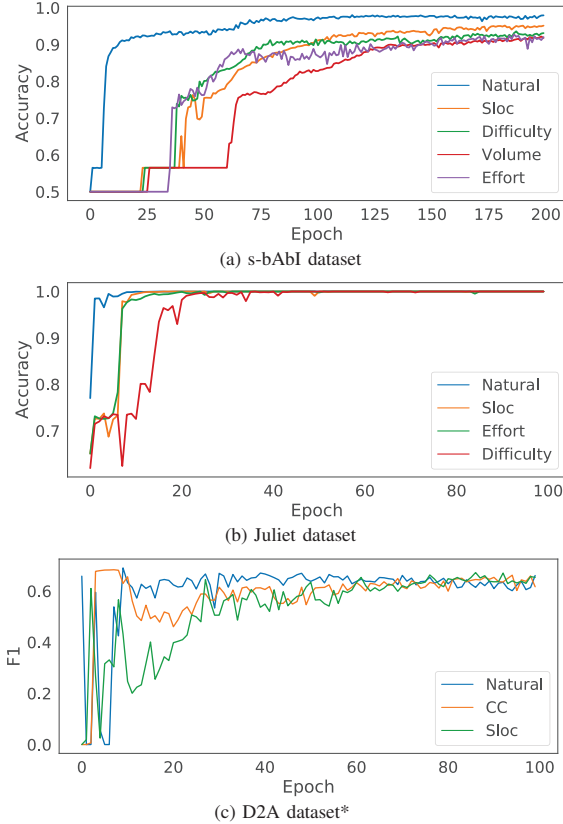 1.0
0.9
0.8
0.7
0.6
0.5
Accuracy
Natural
Sloc
Difficulty
Volume
Effort
0 25 50 75 100 125 150 175 200
Epoch
(a) s-bAbI dataset
1.0
0.9
0.8
0.7
Accuracy
Natural
Sloc
Effort
Difficulty
0 20 40 60 80 100
Epoch
(b) Juliet dataset
0.6
0.4
0.2
0.0
F1
Natural
CC
Sloc
0 20 40 60 80 100
Epoch
(c) D2A dataset*